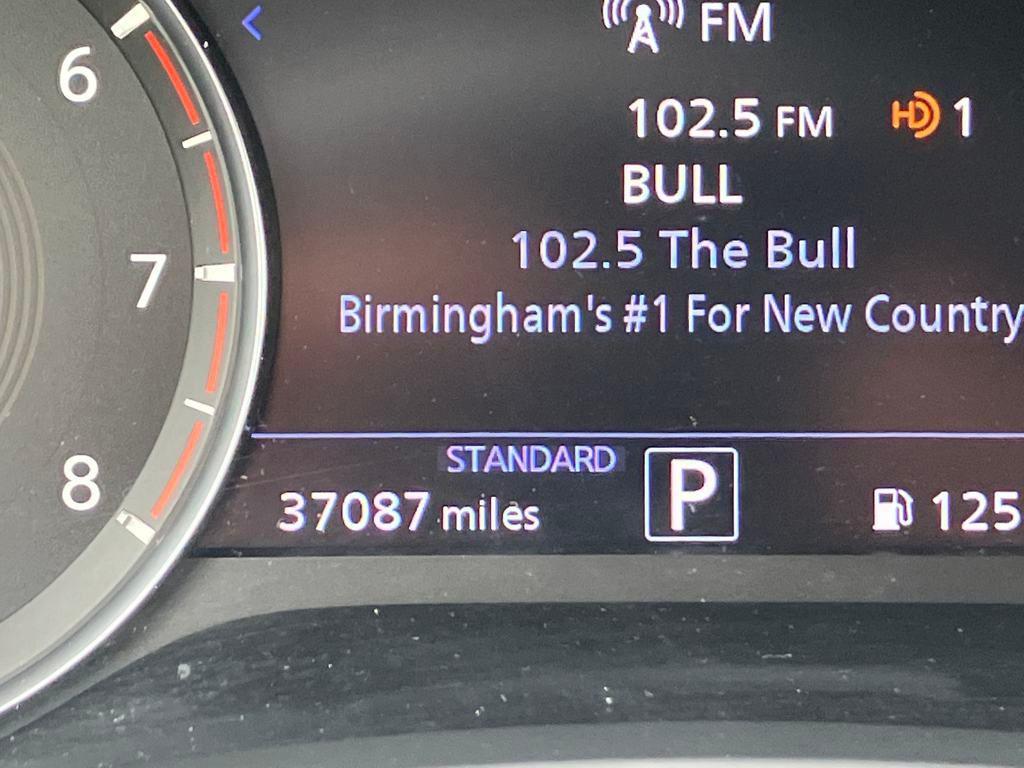 6
7
8
<
FM
102.5 FM HD 1
BULL
102.5 The Bull
Birmingham's #1 For New Country
STANDARD
37087 miles
P
125